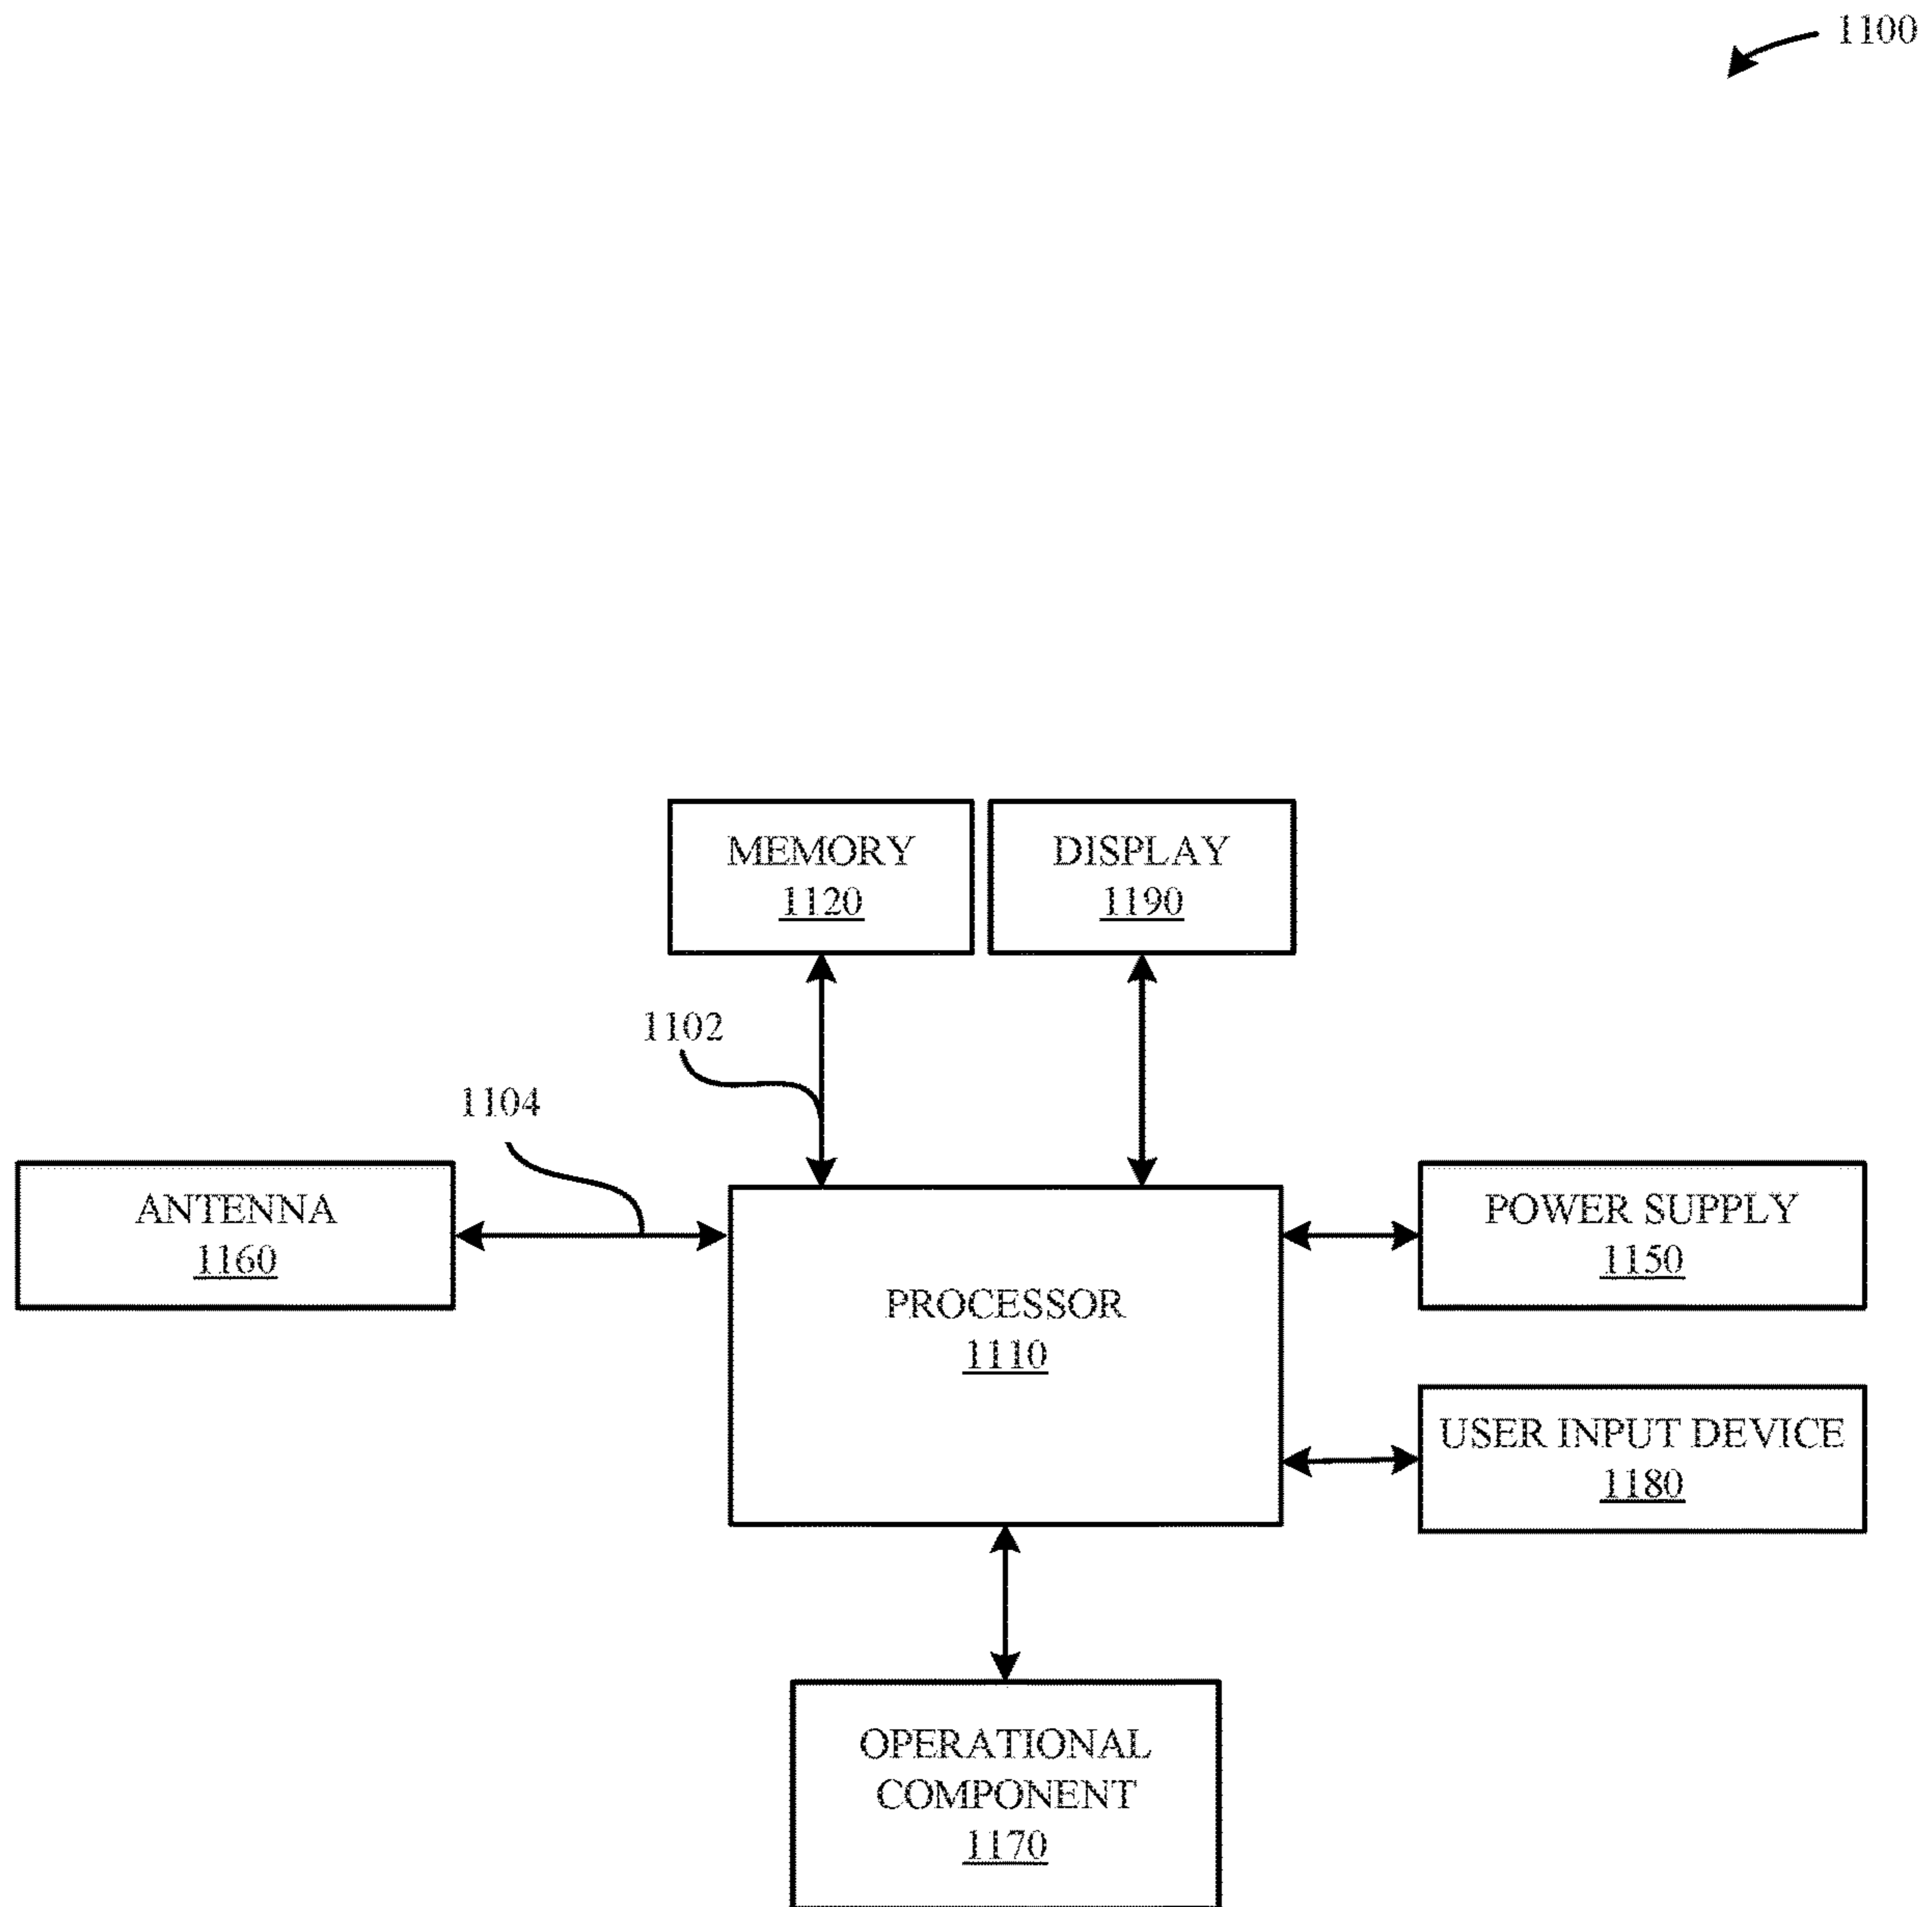 1100
MEMORY
1120
DISPLAY
1190
1102
1104
ANTENNA
1160
POWER SUPPLY
1150
PROCESSOR
1110
USER INPUT DEVICE
1180
OPERATIONAL
COMPONENT
1170